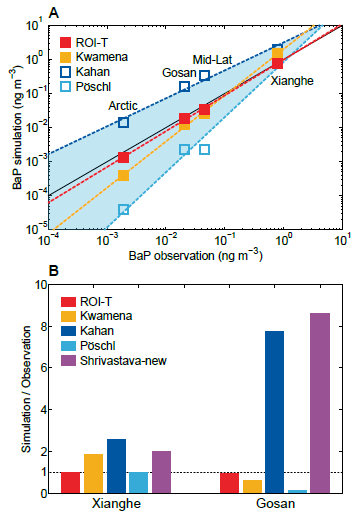 A
BaP simulation (ng m⁻³)
10¹
10⁰
10⁻¹
10⁻²
10⁻³
10⁻⁴
10⁻⁵
ROI-T
Kwamena
Kahan
Pöschl
Mid-Lat
Gosan
Arctic
Xianghe
10⁻⁴ 10⁻³ 10⁻² 10⁻¹ 10⁰ 10¹
BaP observation (ng m⁻³)
B
Simulation / Observation
10
8
6
4
2
1
0
ROI-T
Kwamena
Kahan
Pöschl
Shrivastava-new
Xianghe Gosan